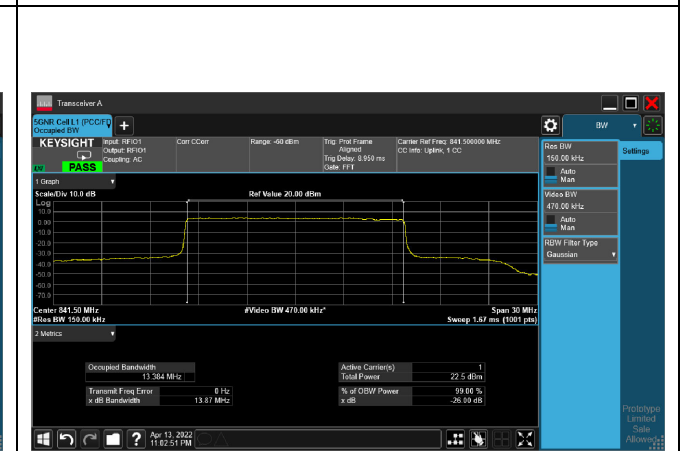 Transceiver A
5GNR Cell L1 (PCC/FD
Occupied BW
+
BW
KEYSIGHT
PASS
Input: RFIO1
Output: RFIO1
Coupling: AC
Corr CCorr
Range: -60 dBm
Trig: Prot Frame
Aligned
Trig Delay: 8.950 ms
Gate: FFT
Carrier Ref Freq: 841.500000 MHz
CC Info: Uplink, 1 CC
Res BW
160.00 kHz
Auto
Man
Video BW
470.00 kHz
Auto
Man
RBW Filter Type
Gaussian
Settings
1 Graph
Scale/Div 10.0 dB
Ref Value 20.00 dBm
Log
10.0
0.00
-10.0
-20.0
-30.0
-40.0
-50.0
-60.0
-70.0
Center 841.50 MHz
#Res BW 150.00 kHz
#Video BW 470.00 kHz*
Span 30 MHz
Sweep 1.67 ms (1001 pts)
2 Metrics
Occupied Bandwidth
13.384 MHz
Transmit Freq Error 0 Hz
x dB Bandwidth 13.87 MHz
Active Carrier(s) 1
Total Power 22.5 dBm
% of OBW Power 99.00 %
x dB -26.00 dB
Apr 13, 2022
11:02:51 PM
Prototype
Limited
Sale
Allowed